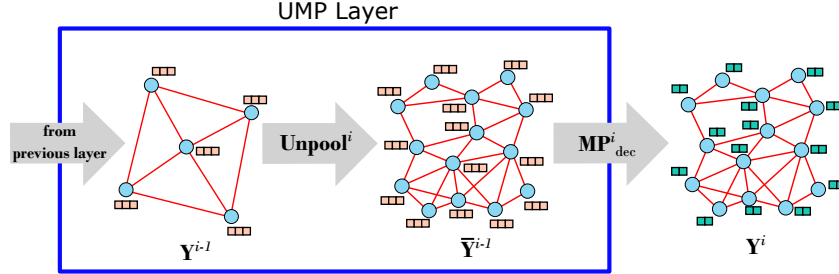 UMP Layer
from
previous layer
Unpool^i
MP^i_dec
Y^{i-1}
Ȳ^{i-1}
Y^i